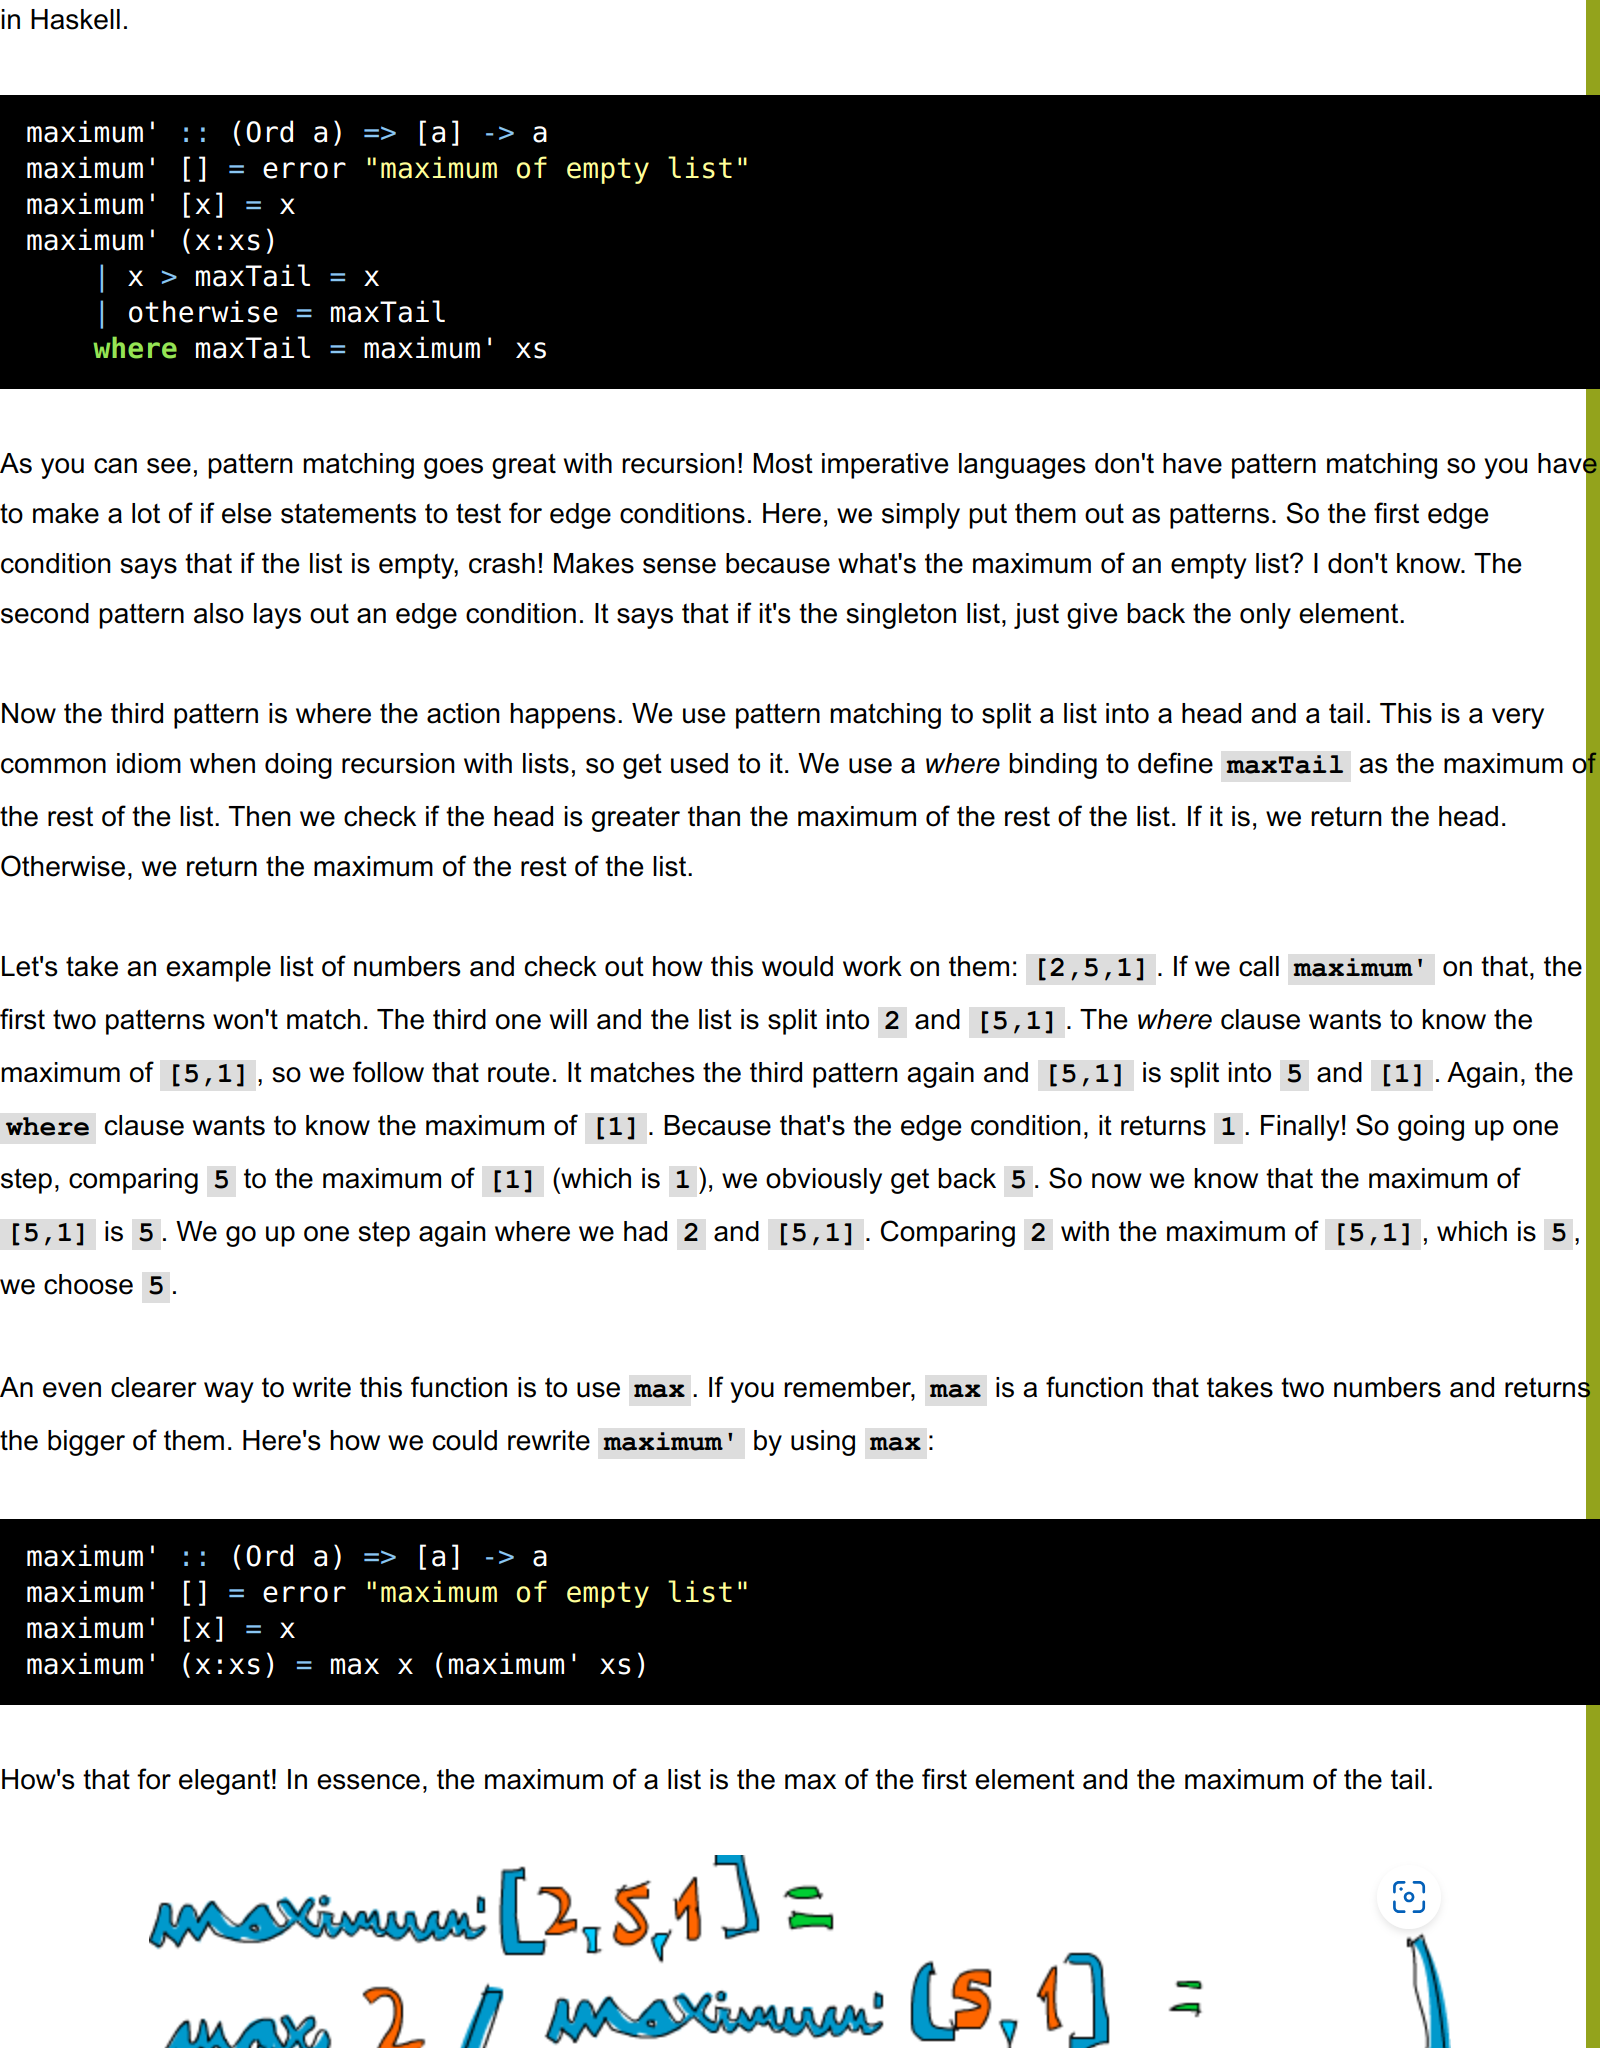 in Haskell.
maximum' :: (Ord a) => [a] -> a
maximum' [] = error "maximum of empty list"
maximum' [x] = x
maximum' (x:xs)
    | x > maxTail = x
    | otherwise = maxTail
    where maxTail = maximum' xs
As you can see, pattern matching goes great with recursion! Most imperative languages don't have pattern matching so you have
to make a lot of if else statements to test for edge conditions. Here, we simply put them out as patterns. So the first edge
condition says that if the list is empty, crash! Makes sense because what's the maximum of an empty list? I don't know. The
second pattern also lays out an edge condition. It says that if it's the singleton list, just give back the only element.
Now the third pattern is where the action happens. We use pattern matching to split a list into a head and a tail. This is a very
common idiom when doing recursion with lists, so get used to it. We use a where binding to define maxTail as the maximum of
the rest of the list. Then we check if the head is greater than the maximum of the rest of the list. If it is, we return the head.
Otherwise, we return the maximum of the rest of the list.
Let's take an example list of numbers and check out how this would work on them: [2,5,1]. If we call maximum' on that, the
first two patterns won't match. The third one will and the list is split into 2 and [5,1]. The where clause wants to know the
maximum of [5,1], so we follow that route. It matches the third pattern again and [5,1] is split into 5 and [1]. Again, the
where clause wants to know the maximum of [1]. Because that's the edge condition, it returns 1. Finally! So going up one
step, comparing 5 to the maximum of [1] (which is 1), we obviously get back 5. So now we know that the maximum of
[5,1] is 5. We go up one step again where we had 2 and [5,1]. Comparing 2 with the maximum of [5,1], which is 5,
we choose 5.
An even clearer way to write this function is to use max. If you remember, max is a function that takes two numbers and returns
the bigger of them. Here's how we could rewrite maximum' by using max:
maximum' :: (Ord a) => [a] -> a
maximum' [] = error "maximum of empty list"
maximum' [x] = x
maximum' (x:xs) = max x (maximum' xs)
How's that for elegant! In essence, the maximum of a list is the max of the first element and the maximum of the tail.
maximum' [2,5,1] =
max 2 ( maximum' [5,1] = )